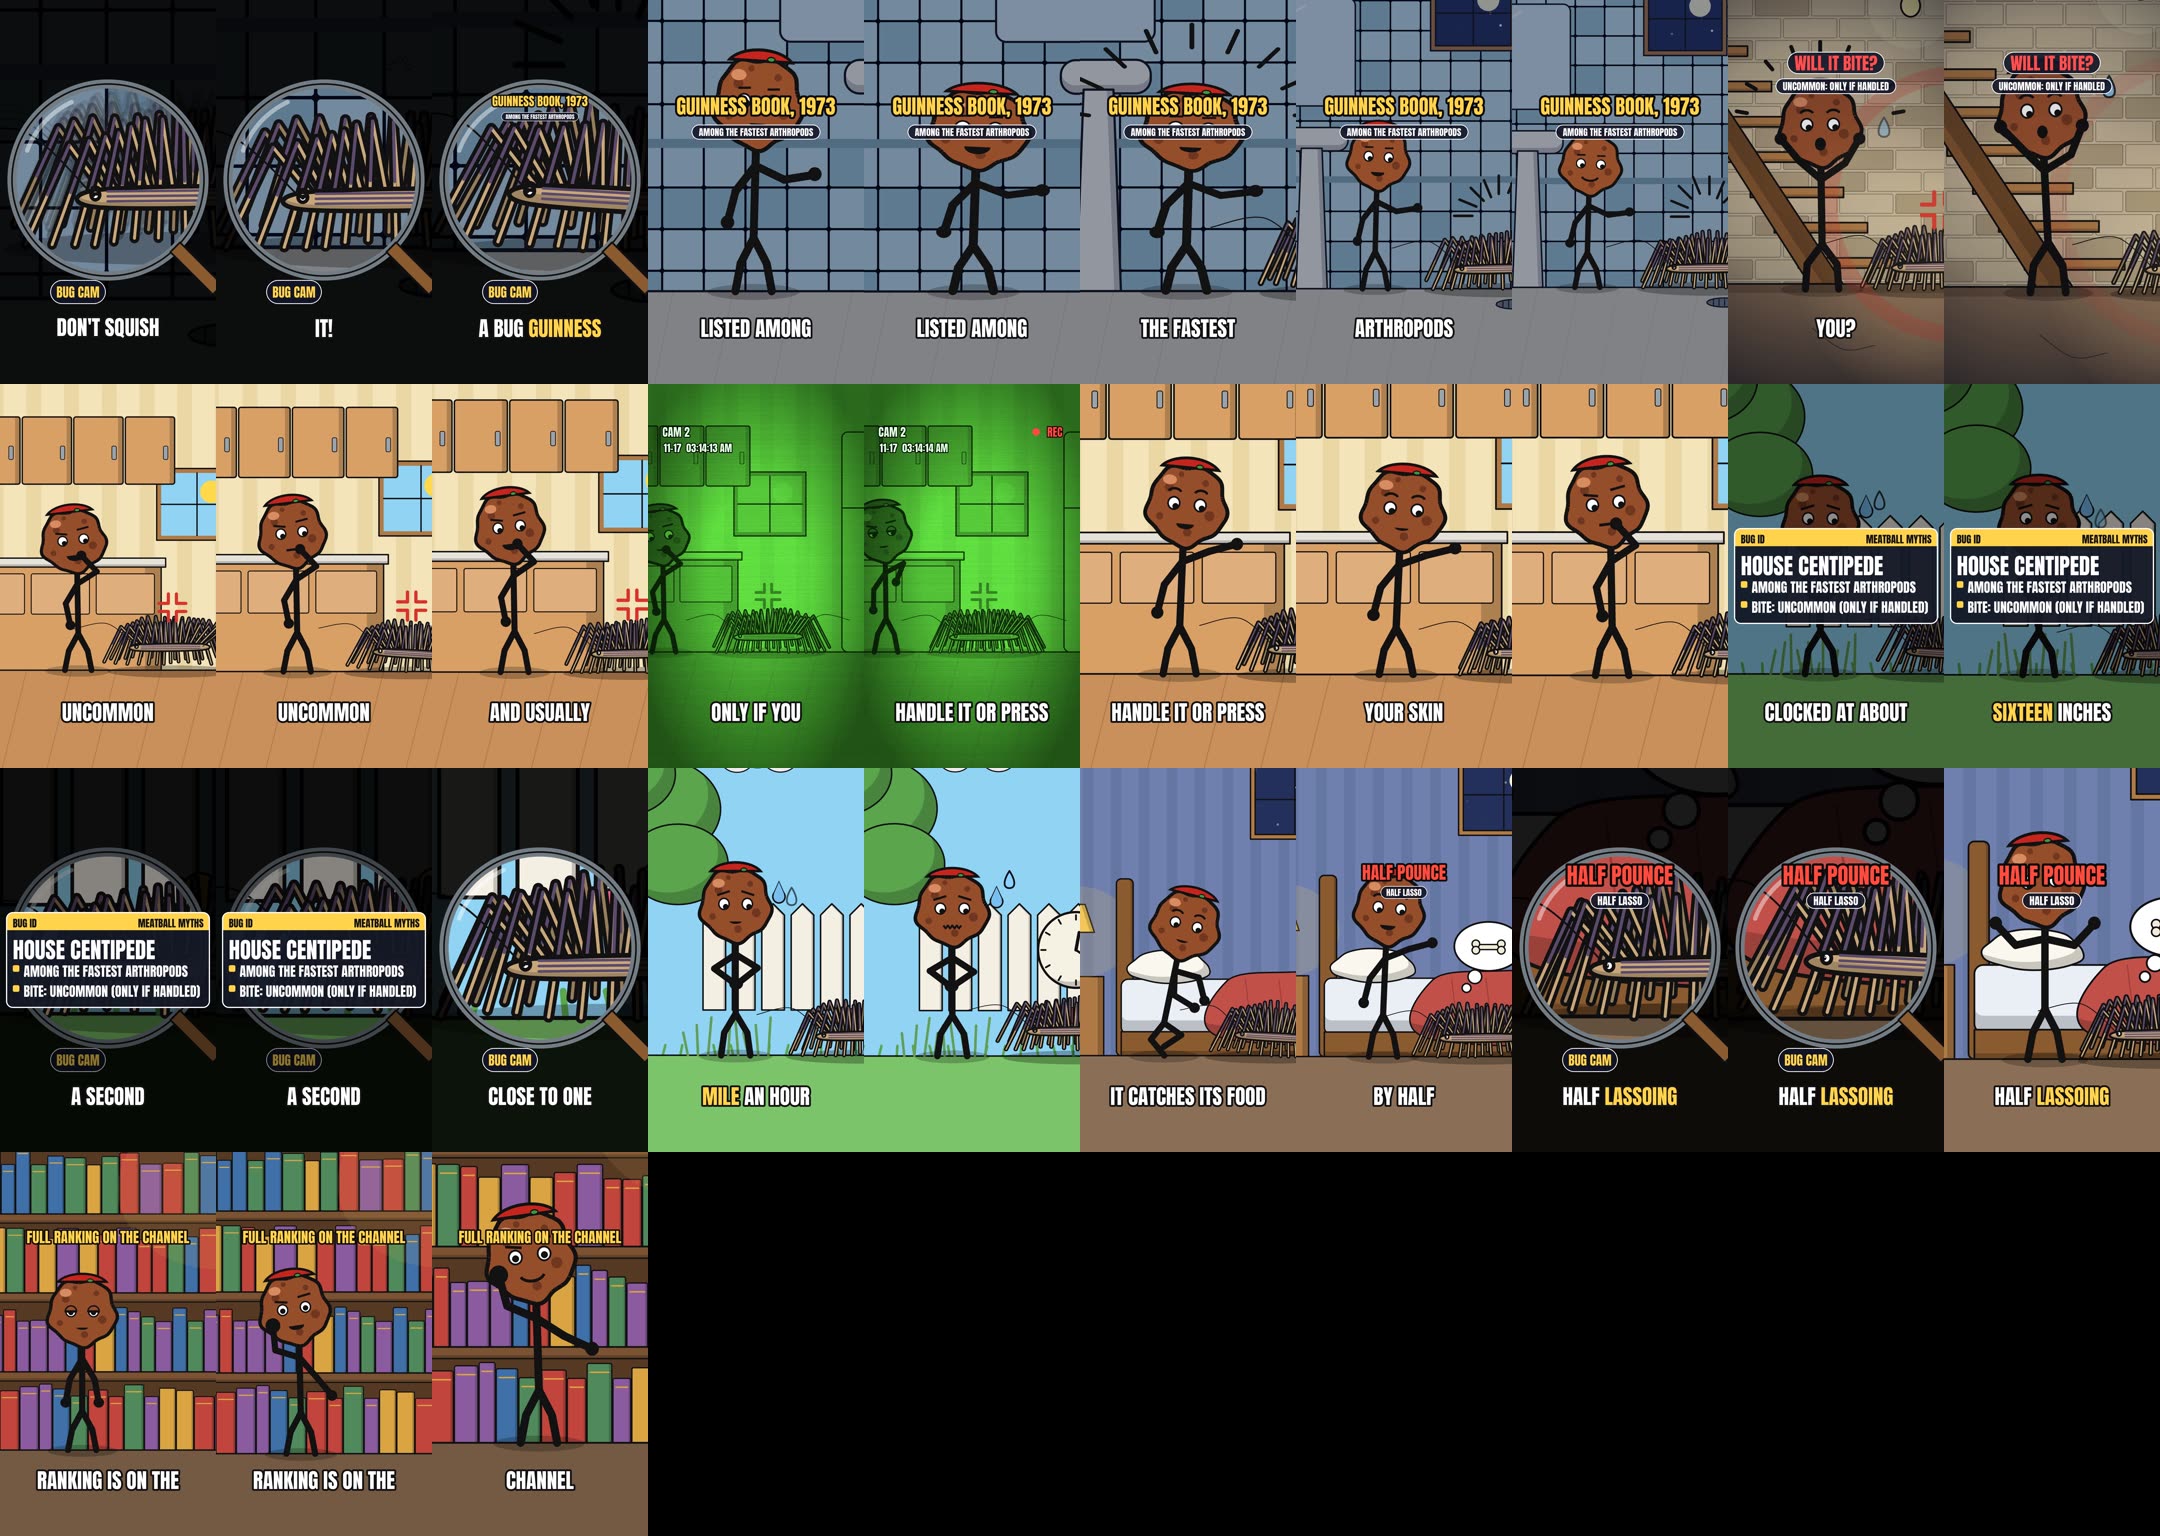 BUG CAM
DON'T SQUISH
BUG CAM
IT!
GUINNESS BOOK, 1973
AMONG THE FASTEST ARTHROPODS
BUG CAM
A BUG GUINNESS
GUINNESS BOOK, 1973
AMONG THE FASTEST ARTHROPODS
LISTED AMONG
GUINNESS BOOK, 1973
AMONG THE FASTEST ARTHROPODS
LISTED AMONG
GUINNESS BOOK, 1973
AMONG THE FASTEST ARTHROPODS
THE FASTEST
GUINNESS BOOK, 1973
AMONG THE FASTEST ARTHROPODS
ARTHROPODS
GUINNESS BOOK, 1973
AMONG THE FASTEST ARTHROPODS
WILL IT BITE?
UNCOMMON: ONLY IF HANDLED
YOU?
WILL IT BITE?
UNCOMMON: ONLY IF HANDLED
UNCOMMON
UNCOMMON
AND USUALLY
CAM 2
11-17 03:14:13 AM
ONLY IF YOU
CAM 2
REC
11-17 03:14:14 AM
HANDLE IT OR PRESS
HANDLE IT OR PRESS
YOUR SKIN
BUG ID
MEATBALL MYTHS
HOUSE CENTIPEDE
AMONG THE FASTEST ARTHROPODS
BITE: UNCOMMON (ONLY IF HANDLED)
CLOCKED AT ABOUT
BUG ID
MEATBALL MYTHS
HOUSE CENTIPEDE
AMONG THE FASTEST ARTHROPODS
BITE: UNCOMMON (ONLY IF HANDLED)
SIXTEEN INCHES
BUG ID
MEATBALL MYTHS
HOUSE CENTIPEDE
AMONG THE FASTEST ARTHROPODS
BITE: UNCOMMON (ONLY IF HANDLED)
BUG CAM
A SECOND
BUG ID
MEATBALL MYTHS
HOUSE CENTIPEDE
AMONG THE FASTEST ARTHROPODS
BITE: UNCOMMON (ONLY IF HANDLED)
BUG CAM
A SECOND
BUG CAM
CLOSE TO ONE
MILE AN HOUR
IT CATCHES ITS FOOD
HALF POUNCE
HALF LASSO
BY HALF
HALF POUNCE
HALF LASSO
BUG CAM
HALF LASSOING
HALF POUNCE
HALF LASSO
BUG CAM
HALF LASSOING
HALF POUNCE
HALF LASSO
HALF LASSOING
FULL RANKING ON THE CHANNEL
RANKING IS ON THE
FULL RANKING ON THE CHANNEL
RANKING IS ON THE
FULL RANKING ON THE CHANNEL
CHANNEL